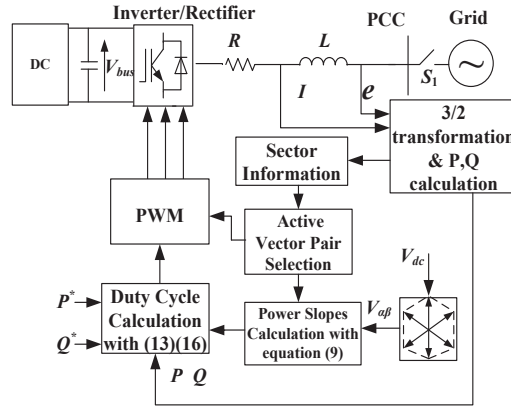 Inverter/Rectifier
PCC
Grid
DC
V_bus
R
L
S_1
I
e
3/2
transformation
& P,Q
calculation
Sector
Information
PWM
Active
Vector Pair
Selection
V_dc
P*
Q*
Duty Cycle
Calculation
with (13)(16)
Power Slopes
Calculation with
equation (9)
V_αβ
P Q